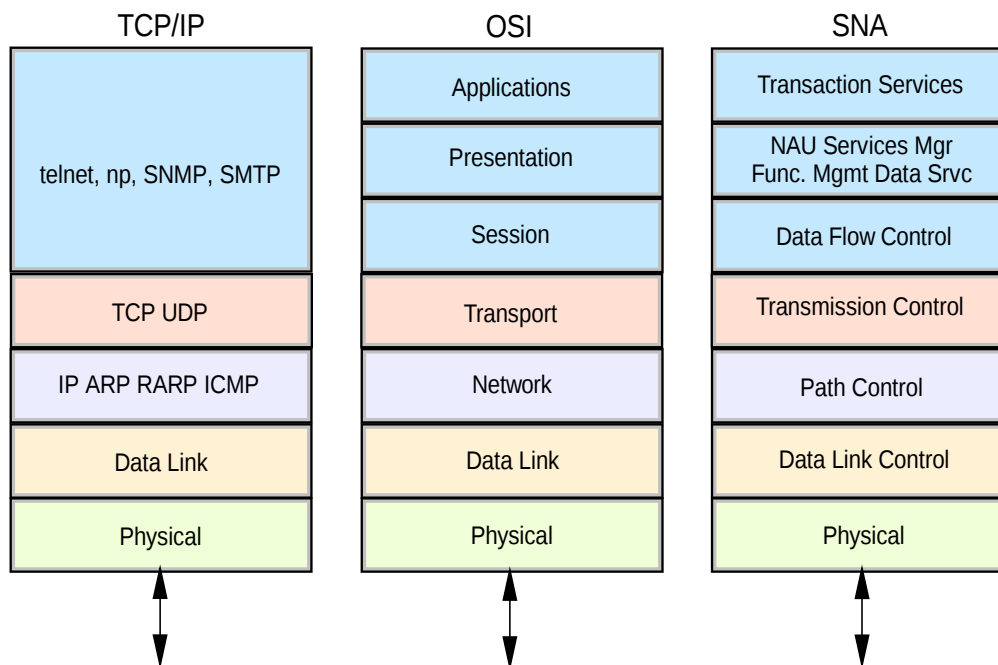 TCP/IP
telnet, np, SNMP, SMTP
TCP UDP
IP ARP RARP ICMP
Data Link
Physical
OSI
Applications
Presentation
Session
Transport
Network
Data Link
Physical
SNA
Transaction Services
NAU Services Mgr
Func. Mgmt Data Srvc
Data Flow Control
Transmission Control
Path Control
Data Link Control
Physical